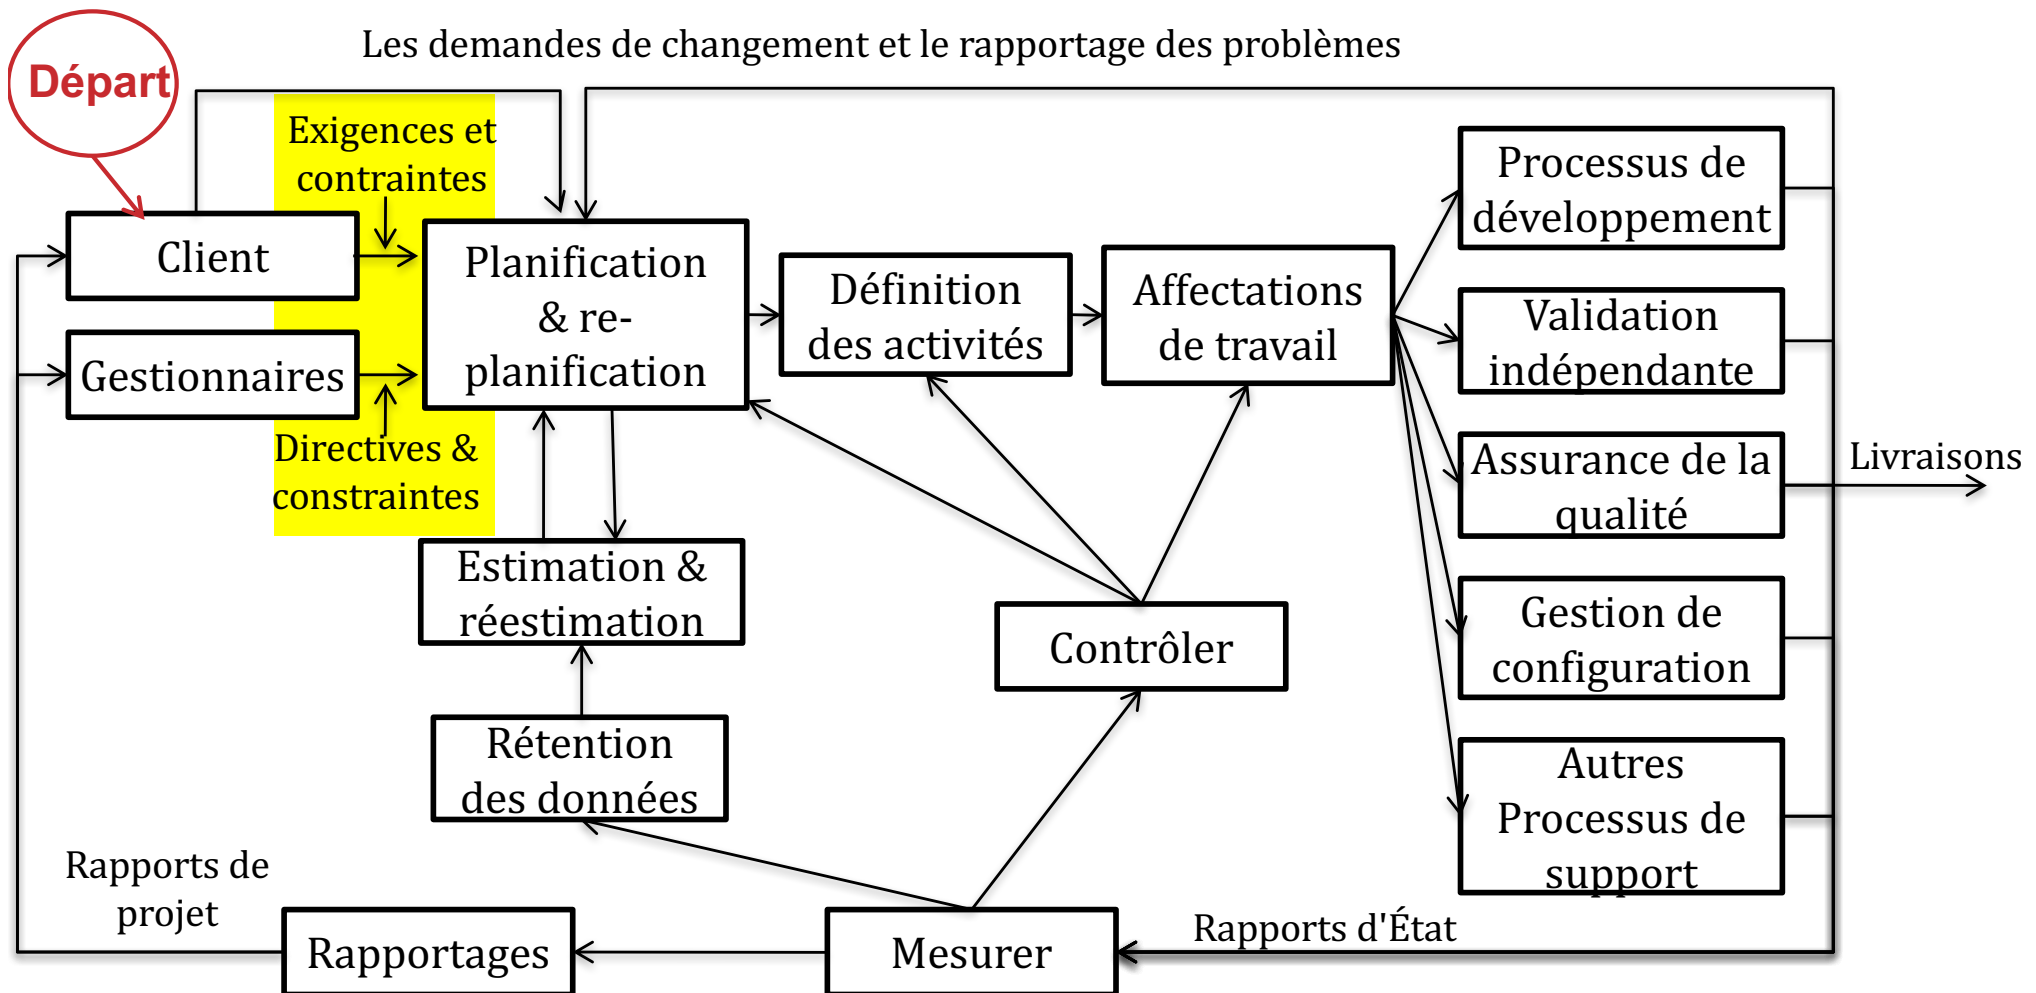 Les demandes de changement et le rapportage des problèmes
Départ
Exigences et
contraintes
Client
Gestionnaires
Directives &
constraintes
Planification
& re-
planification
Définition
des activités
Affectations
de travail
Processus de
développement
Validation
indépendante
Assurance de la
qualité
Gestion de
configuration
Autres
Processus de
support
Livraisons
Estimation &
réestimation
Contrôler
Rétention
des données
Rapports de
projet
Rapportages
Mesurer
Rapports d'État